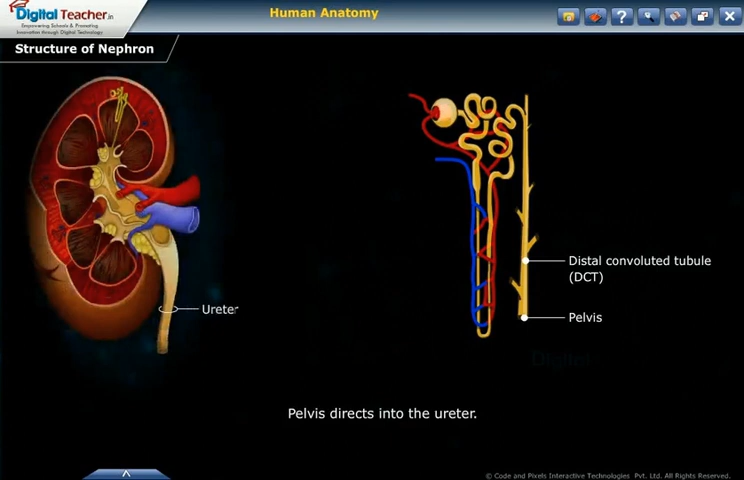 Digital Teacher.in
Empowering Schools & Promoting
Innovation through Digital Technology
Human Anatomy
Structure of Nephron
Ureter
Distal convoluted tubule
(DCT)
Pelvis
Digital
Pelvis directs into the ureter.
© Code and Pixels Interactive Technologies Pvt. Ltd. All Rights Reserved.